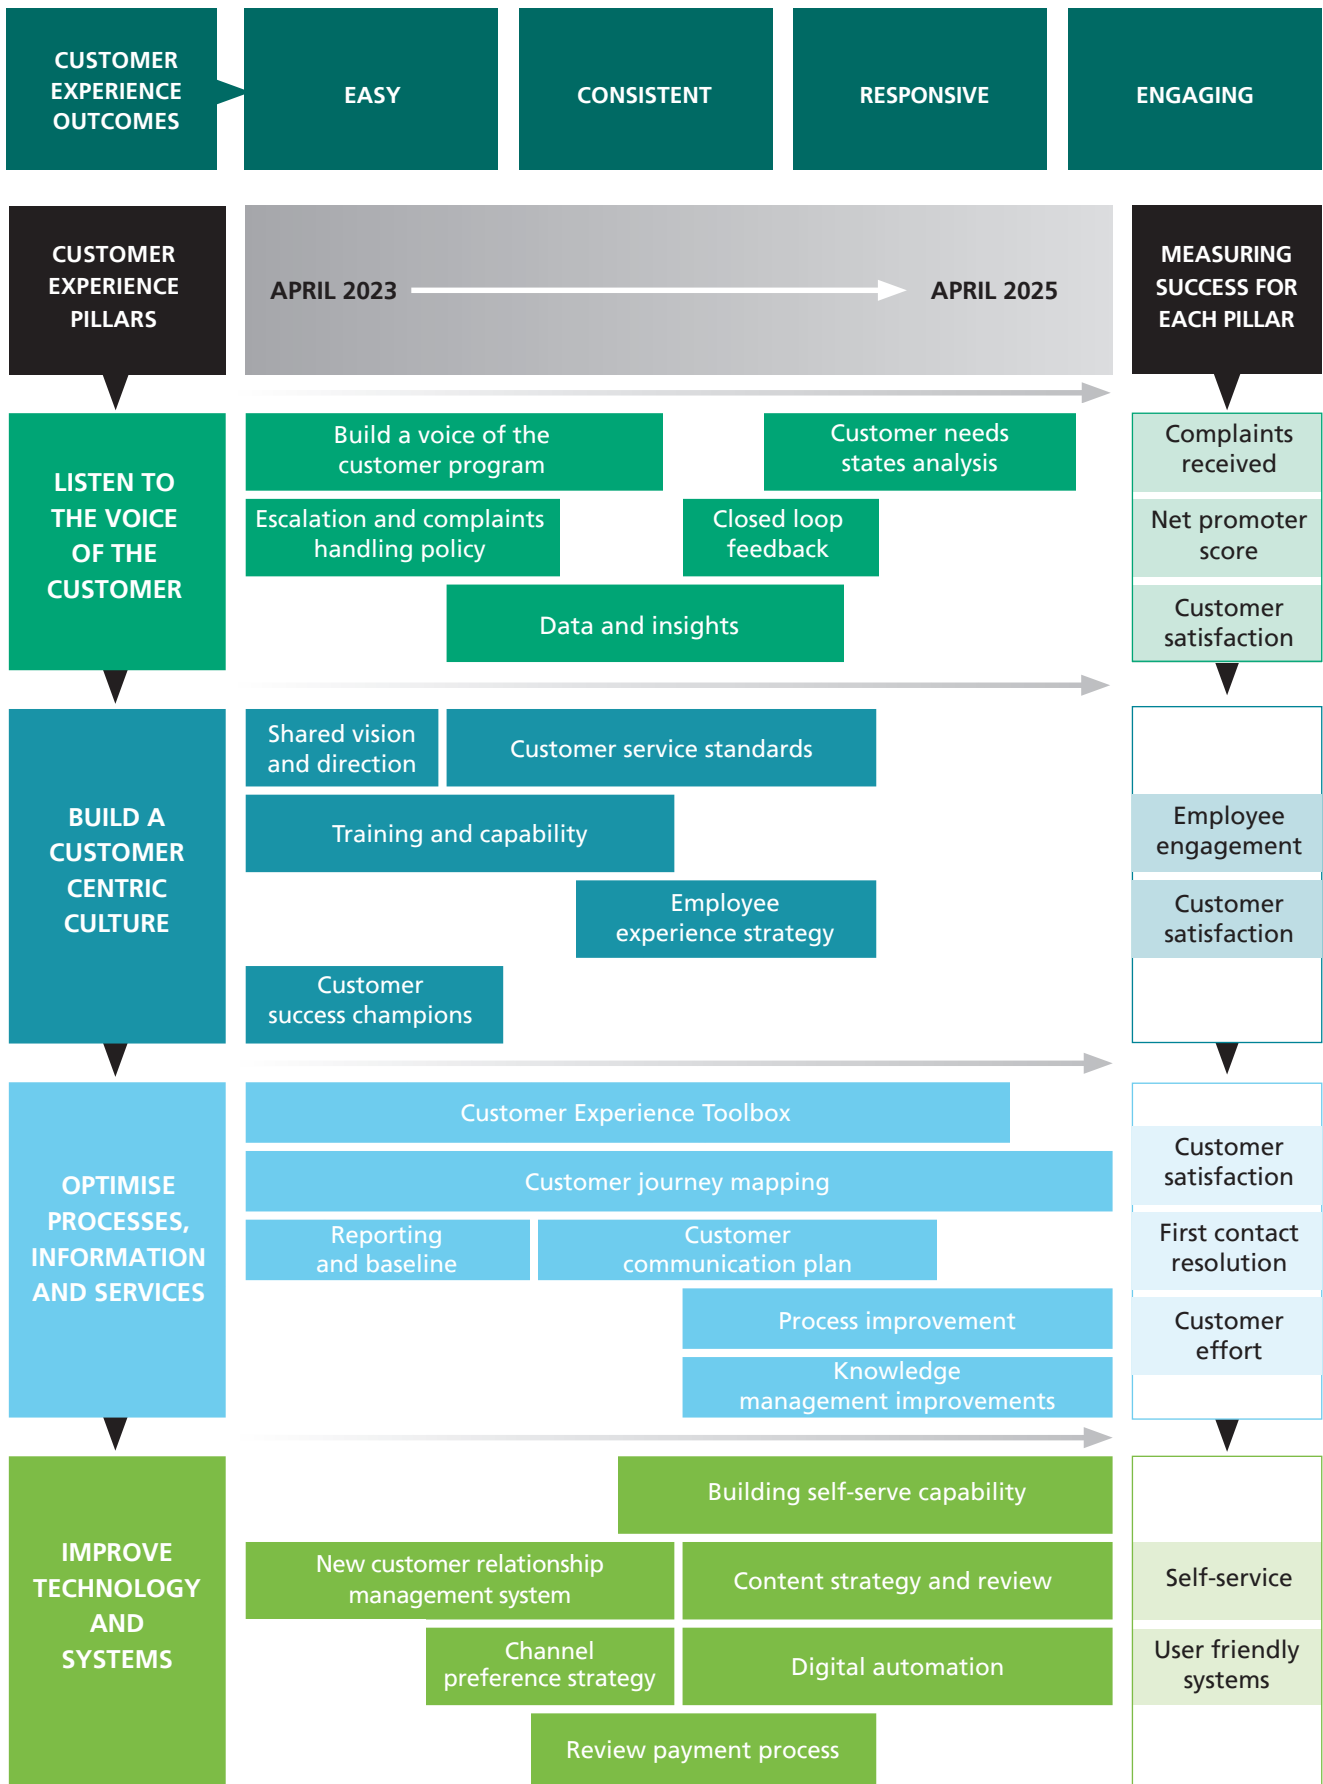 CUSTOMER
EXPERIENCE
OUTCOMES
EASY
CONSISTENT
RESPONSIVE
ENGAGING
CUSTOMER
EXPERIENCE
PILLARS
APRIL 2023
APRIL 2025
MEASURING
SUCCESS FOR
EACH PILLAR
LISTEN TO
THE VOICE
OF THE
CUSTOMER
Build a voice of the
customer program
Customer needs
states analysis
Escalation and complaints
handling policy
Closed loop
feedback
Data and insights
Complaints
received
Net promoter
score
Customer
satisfaction
BUILD A
CUSTOMER
CENTRIC
CULTURE
Shared vision
and direction
Customer service standards
Training and capability
Employee
experience strategy
Customer
success champions
Employee
engagement
Customer
satisfaction
OPTIMISE
PROCESSES,
INFORMATION
AND SERVICES
Customer Experience Toolbox
Customer journey mapping
Reporting
and baseline
Customer
communication plan
Process improvement
Knowledge
management improvements
Customer
satisfaction
First contact
resolution
Customer
effort
IMPROVE
TECHNOLOGY
AND
SYSTEMS
Building self-serve capability
New customer relationship
management system
Content strategy and review
Channel
preference strategy
Digital automation
Review payment process
Self-service
User friendly
systems